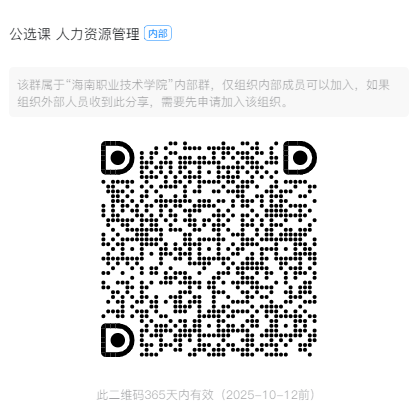 公选课 人力资源管理 内部
该群属于“海南职业技术学院”内部群，仅组织内部成员可以加入，如果
组织外部人员收到此分享，需要先申请加入该组织。
此二维码365天内有效（2025-10-12前）